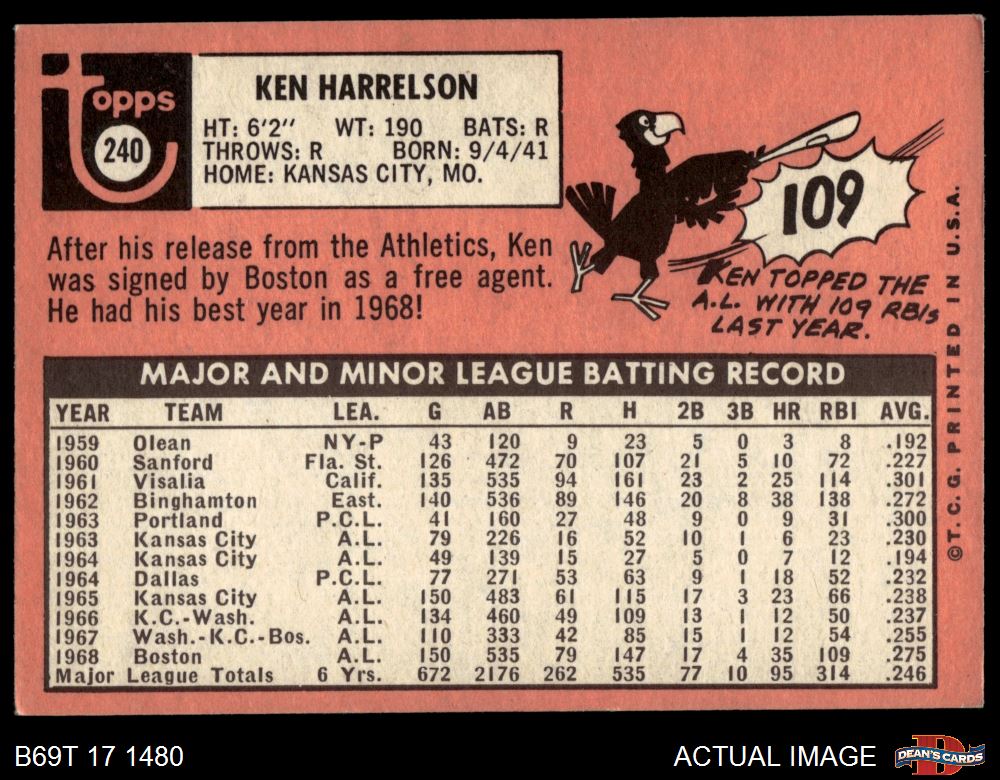 Topps
240
KEN HARRELSON
HT: 6'2" WT: 190 BATS: R
THROWS: R BORN: 9/4/41
HOME: KANSAS CITY, MO.
After his release from the Athletics, Ken
was signed by Boston as a free agent.
He had his best year in 1968!
109
KEN TOPPED THE
A.L. WITH 109 RBIs
LAST YEAR.
©T. C. G. PRINTED IN U.S.A.
MAJOR AND MINOR LEAGUE BATTING RECORD
YEAR TEAM LEA. G AB R H 2B 3B HR RBI AVG.
1959 Olean NY-P 43 120 9 23 5 0 3 8 .192
1960 Sanford Fla. St. 126 472 70 107 21 5 10 72 .227
1961 Visalia Calif. 135 535 94 161 23 2 25 114 .301
1962 Binghamton East. 140 536 89 146 20 8 38 138 .272
1963 Portland P.C.L. 41 160 27 48 9 0 9 31 .300
1963 Kansas City A.L. 79 226 16 52 10 1 6 23 .230
1964 Kansas City A.L. 49 139 15 27 5 0 7 12 .194
1964 Dallas P.C.L. 77 271 53 63 9 1 18 52 .232
1965 Kansas City A.L. 150 483 61 115 17 3 23 66 .238
1966 K.C.-Wash. A.L. 134 460 49 109 13 1 12 50 .237
1967 Wash.-K.C.-Bos. A.L. 110 333 42 85 15 1 12 54 .255
1968 Boston A.L. 150 535 79 147 17 4 35 109 .275
Major League Totals 6 Yrs. 672 2176 262 535 77 10 95 314 .246
B69T 17 1480
ACTUAL IMAGE
D
DEAN'S CARDS